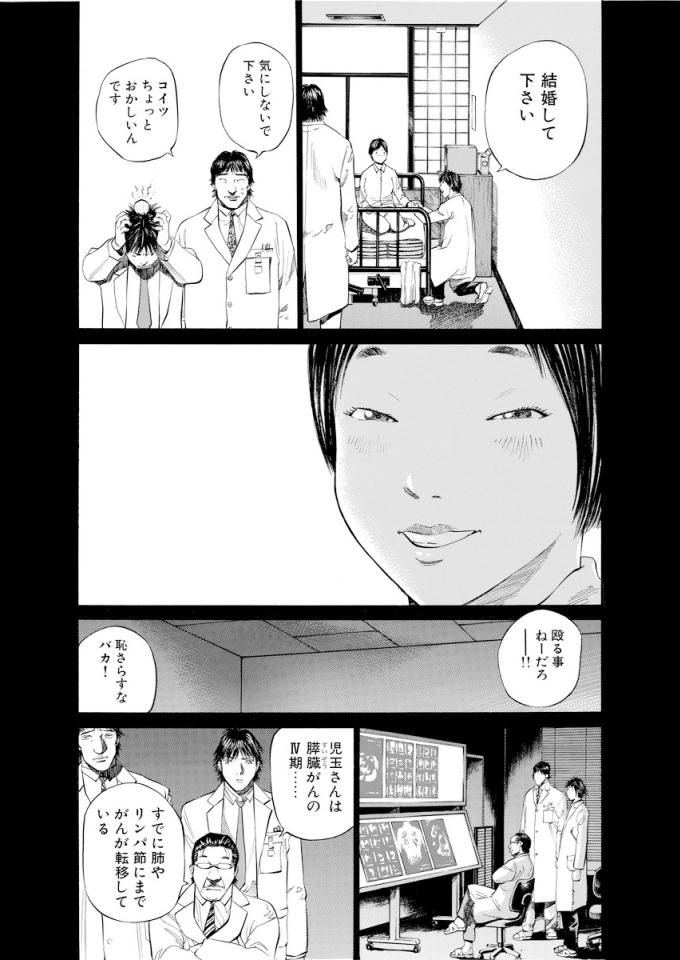 結婚して
下さい
気にしないで
下さい
コイツ
ちょっと
おかしいん
です
殴る事
ねーだろ
――!!
恥さらすな
バカ!
児玉さんは
膵臓がんの
すいぞう
Ⅳ期……
すでに肺や
リンパ節にまで
がんが転移して
いる